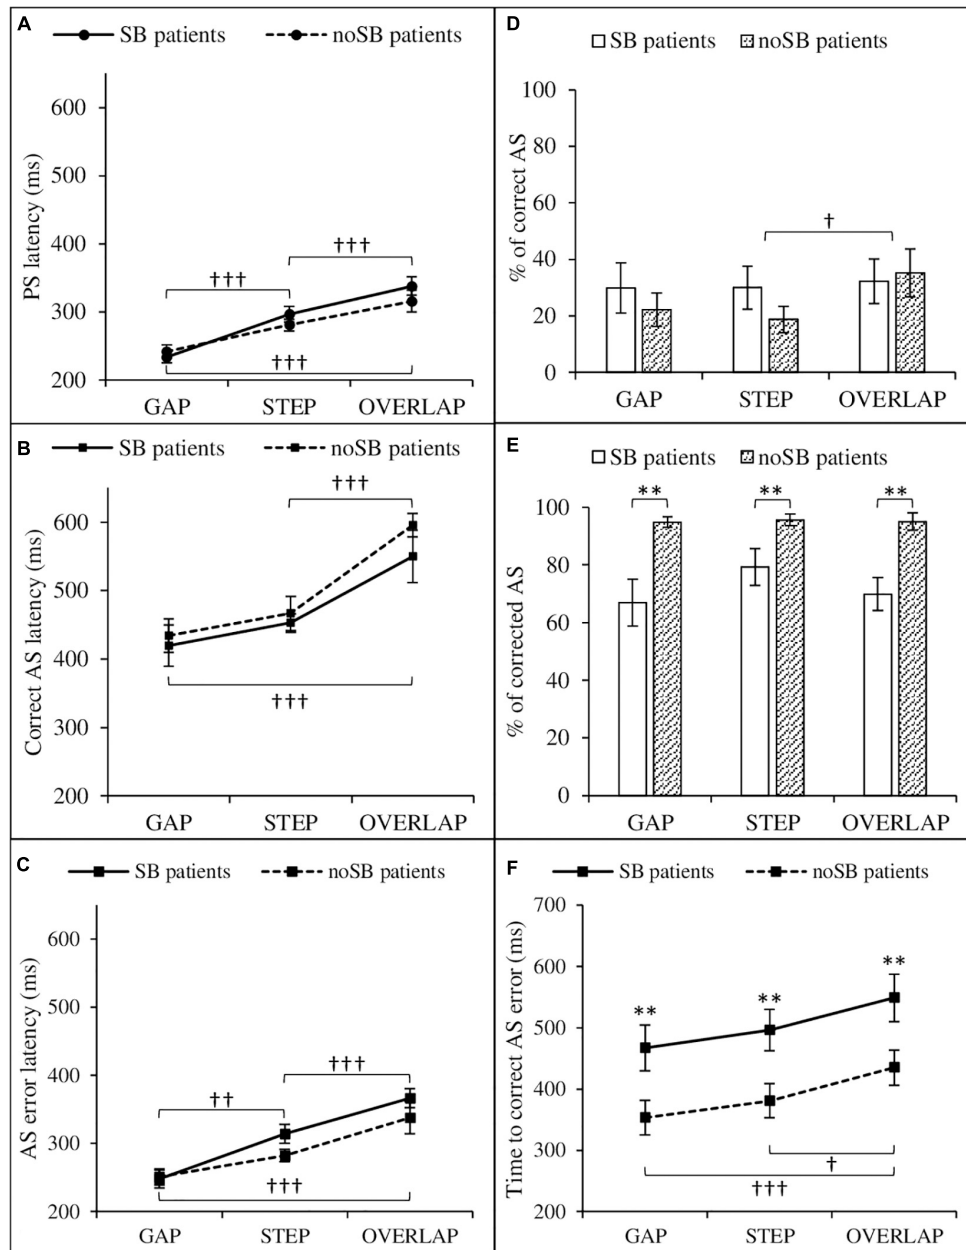 A
SB patients
noSB patients
PS latency (ms)
600
500
400
300
200
†††
†††
†††
GAP
STEP
OVERLAP
D
SB patients
noSB patients
% of correct AS
100
80
60
40
20
0
†
GAP
STEP
OVERLAP
B
SB patients
noSB patients
Correct AS latency (ms)
600
500
400
300
200
†††
†††
GAP
STEP
OVERLAP
E
SB patients
noSB patients
% of corrected AS
100
80
60
40
20
0
**
**
**
GAP
STEP
OVERLAP
C
SB patients
noSB patients
AS error latency (ms)
600
500
400
300
200
††
†††
†††
GAP
STEP
OVERLAP
F
SB patients
noSB patients
Time to correct AS error (ms)
700
600
500
400
300
200
**
**
**
†
†††
GAP
STEP
OVERLAP